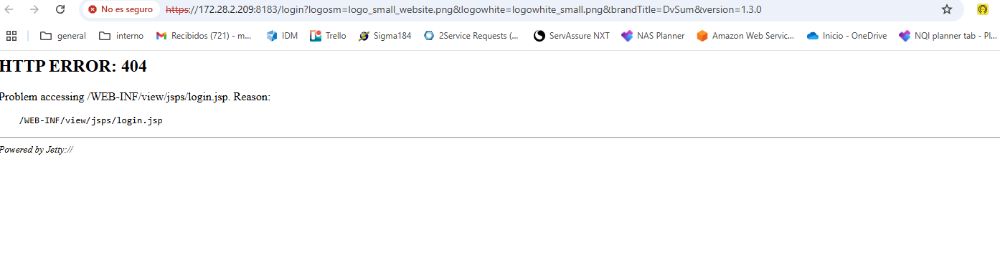 No es seguro https://172.28.2.209:8183/login?logosm=logo_small_website.png&logowhite=logowhite_small.png&brandTitle=DvSum&version=1.3.0
general interno Recibidos (721) - m... IDM Trello Sigma184 2Service Requests (... ServAssure NXT NAS Planner Amazon Web Servic... Inicio - OneDrive NQI planner tab - Pl...
HTTP ERROR: 404
Problem accessing /WEB-INF/view/jsps/login.jsp. Reason:
/WEB-INF/view/jsps/login.jsp
Powered by Jetty://